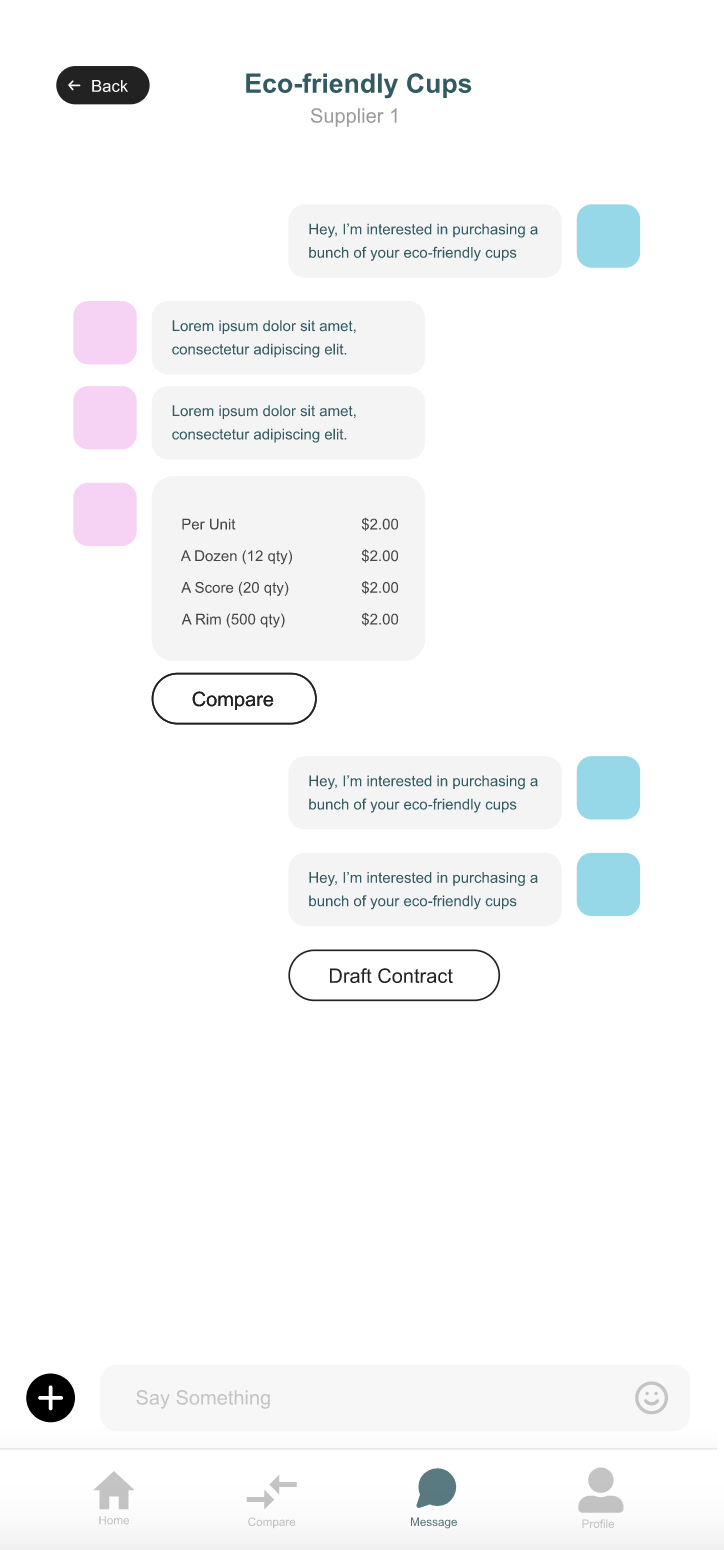 Back
Eco-friendly Cups
Supplier 1
Hey, I’m interested in purchasing a
bunch of your eco-friendly cups
Lorem ipsum dolor sit amet,
consectetur adipiscing elit.
Lorem ipsum dolor sit amet,
consectetur adipiscing elit.
Per Unit $2.00
A Dozen (12 qty) $2.00
A Score (20 qty) $2.00
A Rim (500 qty) $2.00
Compare
Hey, I’m interested in purchasing a
bunch of your eco-friendly cups
Hey, I’m interested in purchasing a
bunch of your eco-friendly cups
Draft Contract
Say Something
Home Compare Message Profile